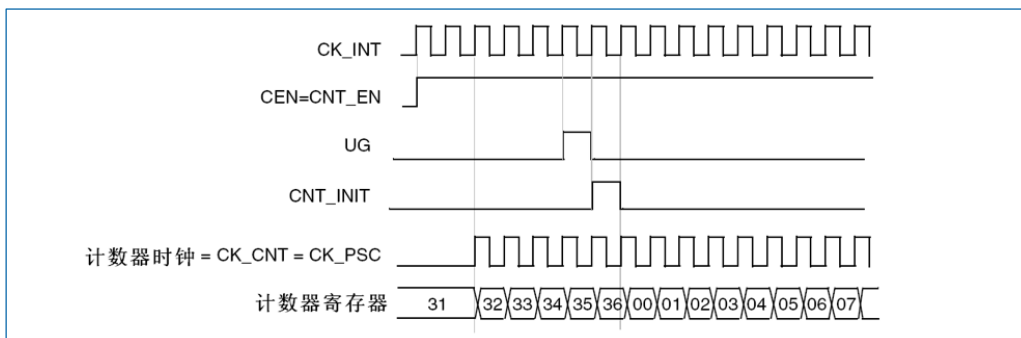 CK_INT
CEN=CNT_EN
UG
CNT_INIT
计数器时钟 = CK_CNT = CK_PSC
计数器寄存器 31 32 33 34 35 36 00 01 02 03 04 05 06 07